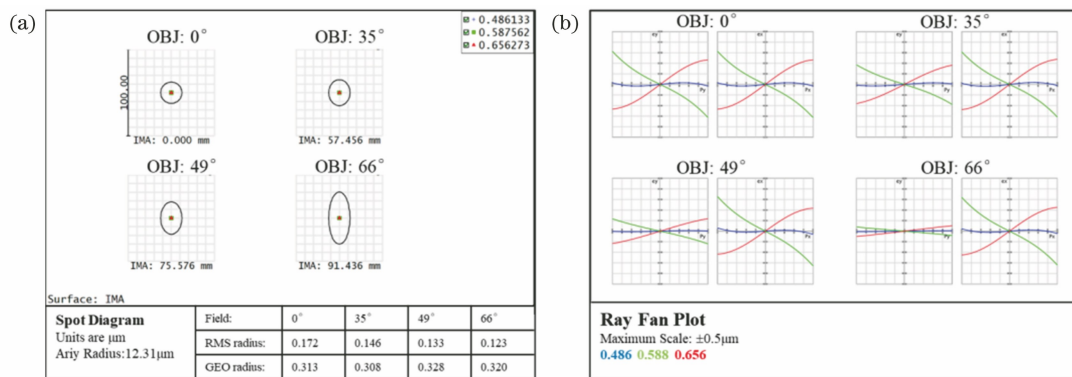 (a)
OBJ: 0°
OBJ: 35°
0.486133
0.587562
0.656273
100.00
IMA: 0.000 mm
IMA: 57.456 mm
OBJ: 49°
OBJ: 66°
IMA: 75.576 mm
IMA: 91.436 mm
Surface: IMA
Spot Diagram
Units are μm
Ariy Radius:12.31μm
Field: 0° 35° 49° 66°
RMS radius: 0.172 0.146 0.133 0.123
GEO radius: 0.313 0.308 0.328 0.320
(b)
OBJ: 0°
OBJ: 35°
OBJ: 49°
OBJ: 66°
Ray Fan Plot
Maximum Scale: ±0.5μm
0.486 0.588 0.656